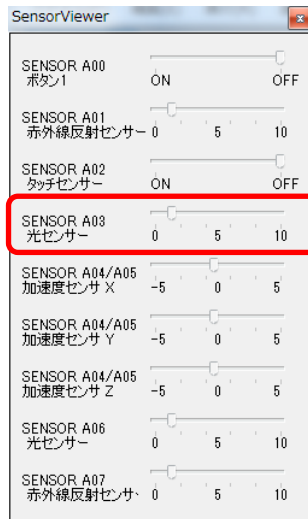 SensorViewer
SENSOR A00
ボタン1
ON OFF
SENSOR A01
赤外線反射センサー 0 5 10
SENSOR A02
タッチセンサー ON OFF
SENSOR A03
光センサー 0 5 10
SENSOR A04/A05
加速度センサ X -5 0 5
SENSOR A04/A05
加速度センサ Y -5 0 5
SENSOR A04/A05
加速度センサ Z -5 0 5
SENSOR A06
光センサー 0 5 10
SENSOR A07
赤外線反射センサ 0 5 10